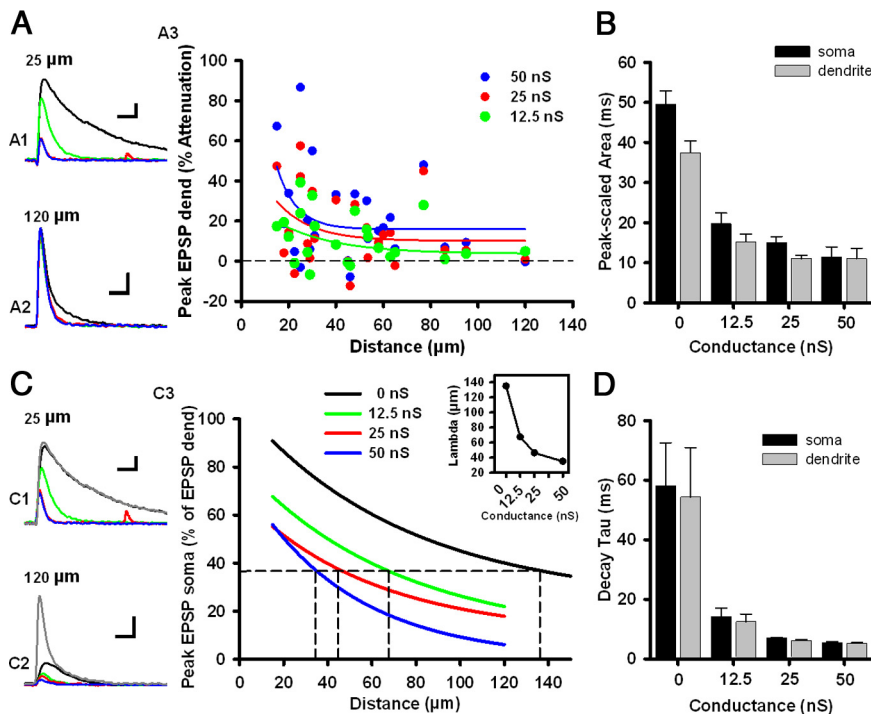 A
A3
25 µm
A1
120 µm
A2
Peak EPSP dend (% Attenuation)
100
80
60
40
20
0
-20
50 nS
25 nS
12.5 nS
0 20 40 60 80 100 120 140
Distance (µm)
B
Peak-scaled Area (ms)
60
50
40
30
20
10
0
soma
dendrite
0 12.5 25 50
Conductance (nS)
C
C3
25 µm
C1
120 µm
C2
Peak EPSP soma (% of EPSP dend)
100
80
60
40
20
0
0 nS
12.5 nS
25 nS
50 nS
Lambda (µm)
140
120
100
80
60
40
20
0 12.5 25 50
Conductance (nS)
0 20 40 60 80 100 120 140
Distance (µm)
D
Decay Tau (ms)
80
60
40
20
0
soma
dendrite
0 12.5 25 50
Conductance (nS)